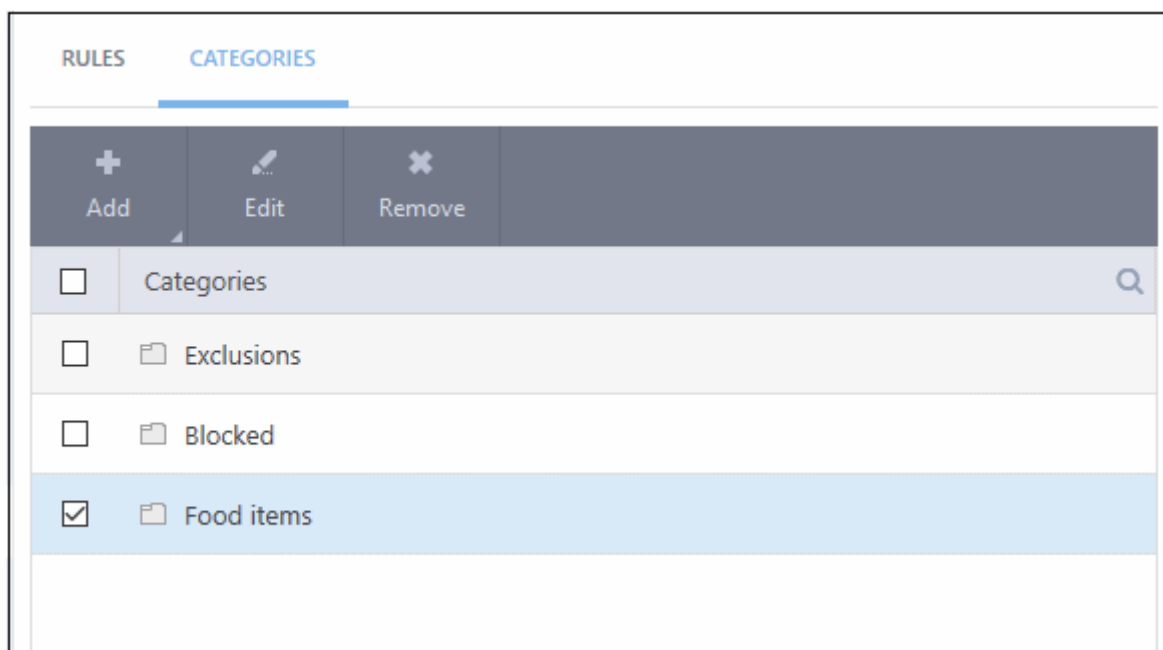 RULES CATEGORIES
Add Edit Remove
Categories
Exclusions
Blocked
Food items